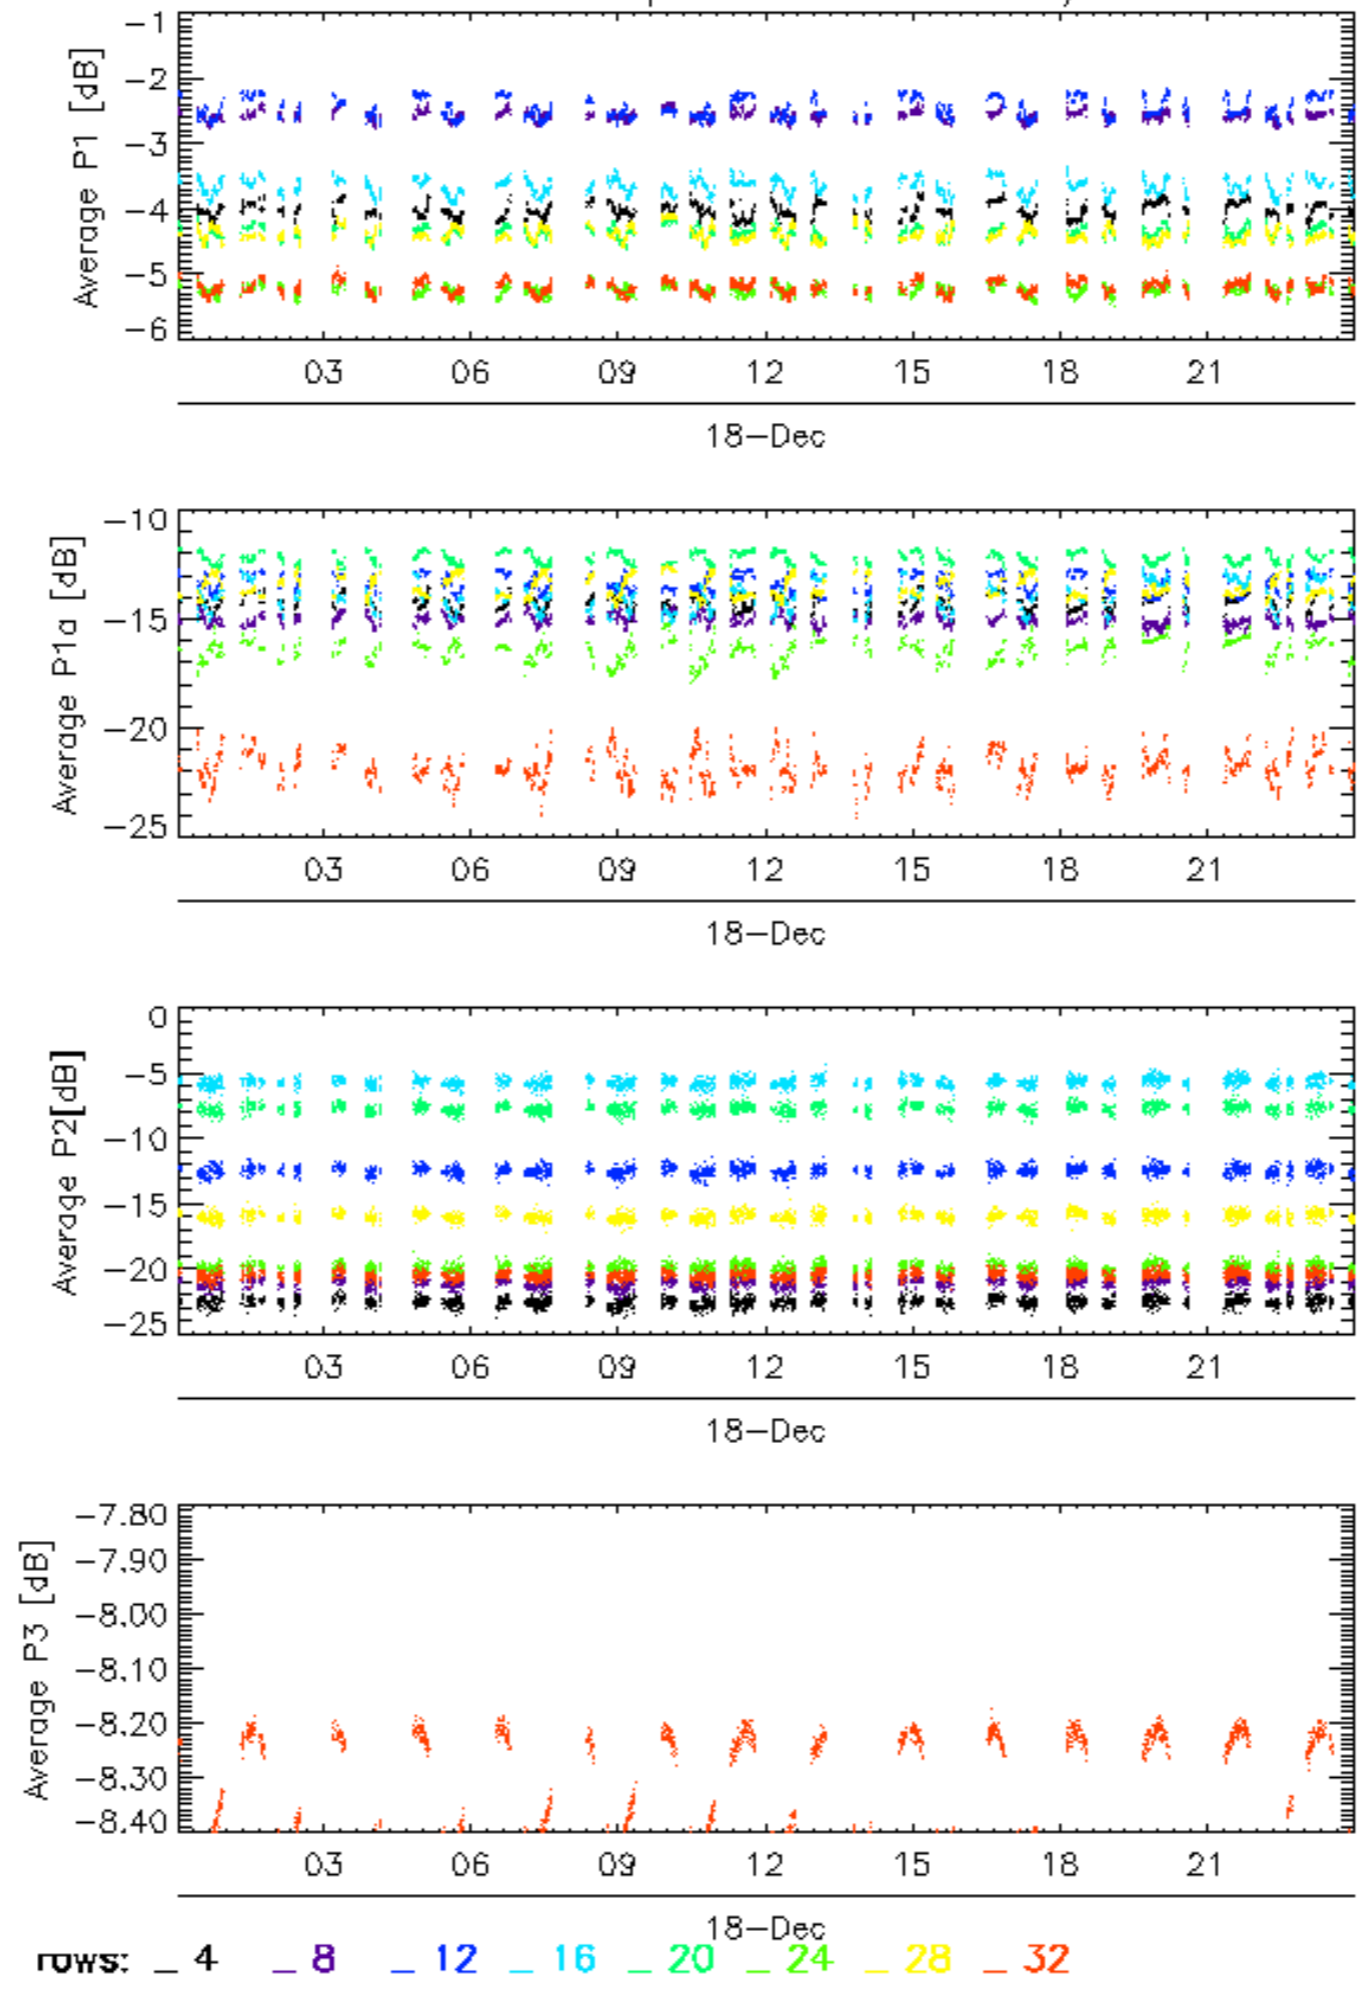 Average P1 [dB]
-1
-2
-3
-4
-5
-6
03 06 09 12 15 18 21
18-Dec
Average P1a [dB]
-10
-15
-20
-25
03 06 09 12 15 18 21
18-Dec
Average P2[dB]
0
-5
-10
-15
-20
-25
03 06 09 12 15 18 21
18-Dec
Average P3 [dB]
-7.80
-7.90
-8.00
-8.10
-8.20
-8.30
-8.40
03 06 09 12 15 18 21
18-Dec
rows: _ 4 _ 8 _ 12 _ 16 _ 20 _ 24 _ 28 _ 32